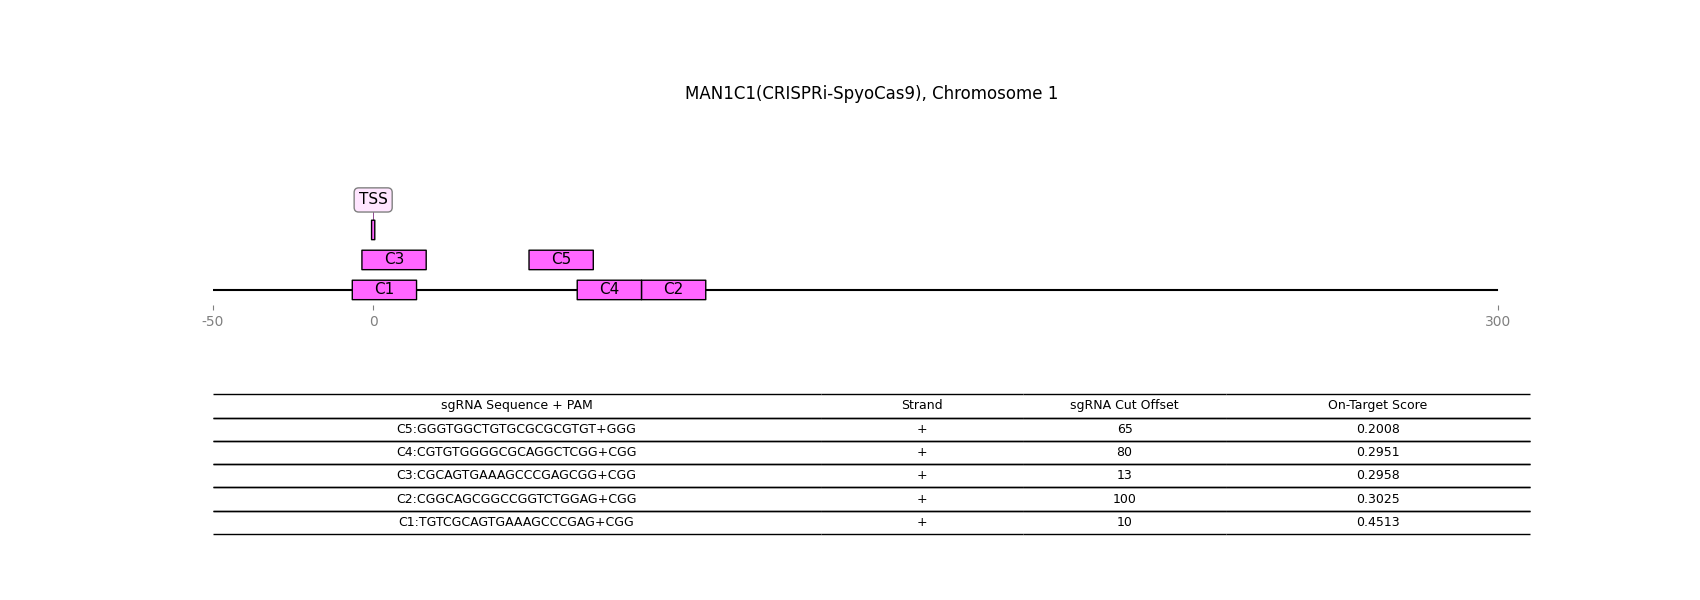 MAN1C1(CRISPRi-SpyoCas9), Chromosome 1
TSS
C3 C5
C1 C4 C2
-50 0 300
sgRNA Sequence + PAM Strand sgRNA Cut Offset On-Target Score
C5:GGGTGGCTGTGCGCGCGTGT+GGG + 65 0.2008
C4:CGTGTGGGGCGCAGGCTCGG+CGG + 80 0.2951
C3:CGCAGTGAAAGCCCGAGCGG+CGG + 13 0.2958
C2:CGGCAGCGGCCGGTCTGGAG+CGG + 100 0.3025
C1:TGTCGCAGTGAAAGCCCGAG+CGG + 10 0.4513